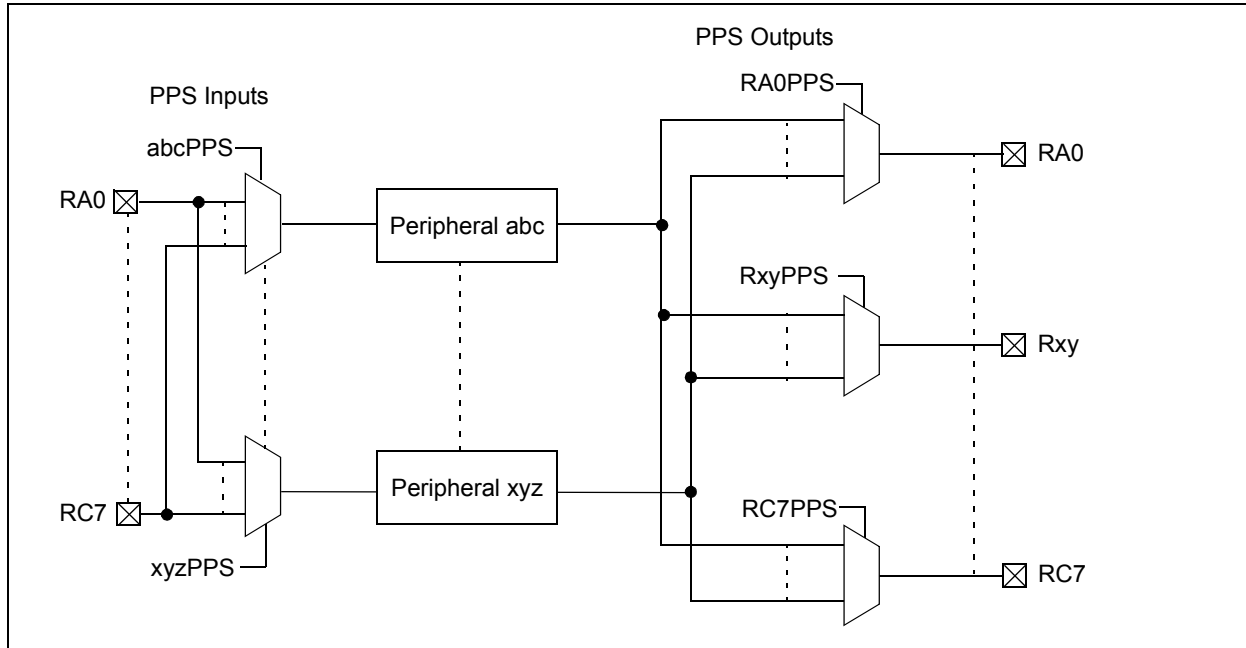 PPS Outputs
RA0PPS
PPS Inputs
abcPPS
RA0
RA0
Peripheral abc
RxyPPS
Rxy
Peripheral xyz
RC7
RC7PPS
xyzPPS
RC7